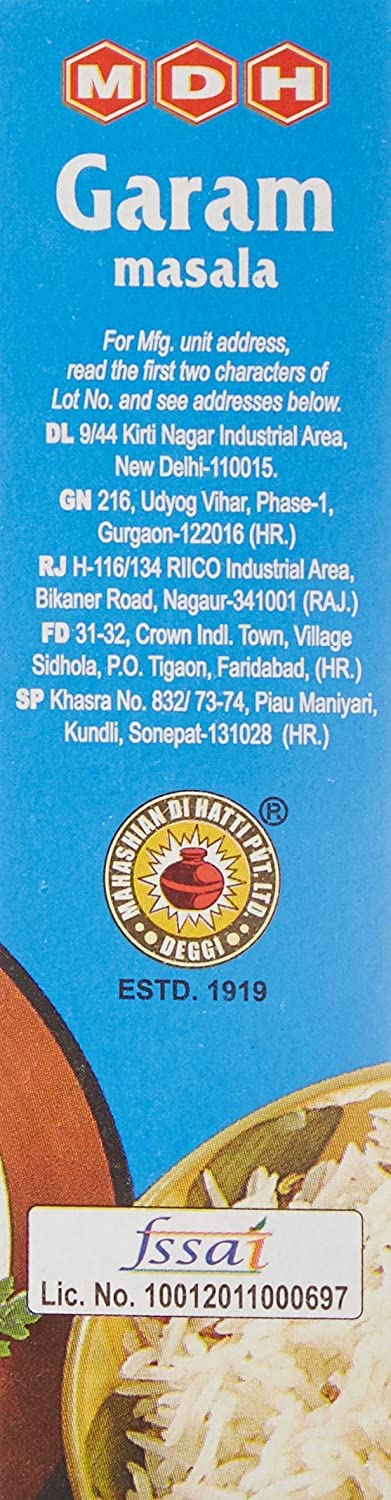 MDH
Garam
masala
For Mfg. unit address,
read the first two characters of
Lot No. and see addresses below.
DL 9/44 Kirti Nagar Industrial Area,
New Delhi-110015.
GN 216, Udyog Vihar, Phase-1,
Gurgaon-122016 (HR.)
RJ H-116/134 RIICO Industrial Area,
Bikaner Road, Nagaur-341001 (RAJ.)
FD 31-32, Crown Indl. Town, Village
Sidhola, P.O. Tigaon, Faridabad, (HR.)
SP Khasra No. 832/ 73-74, Piau Maniyari,
Kundli, Sonepat-131028 (HR.)
MAHASHIAN DI HATTI PVT. LTD.
DEGGI
®
ESTD. 1919
fssai
Lic. No. 10012011000697